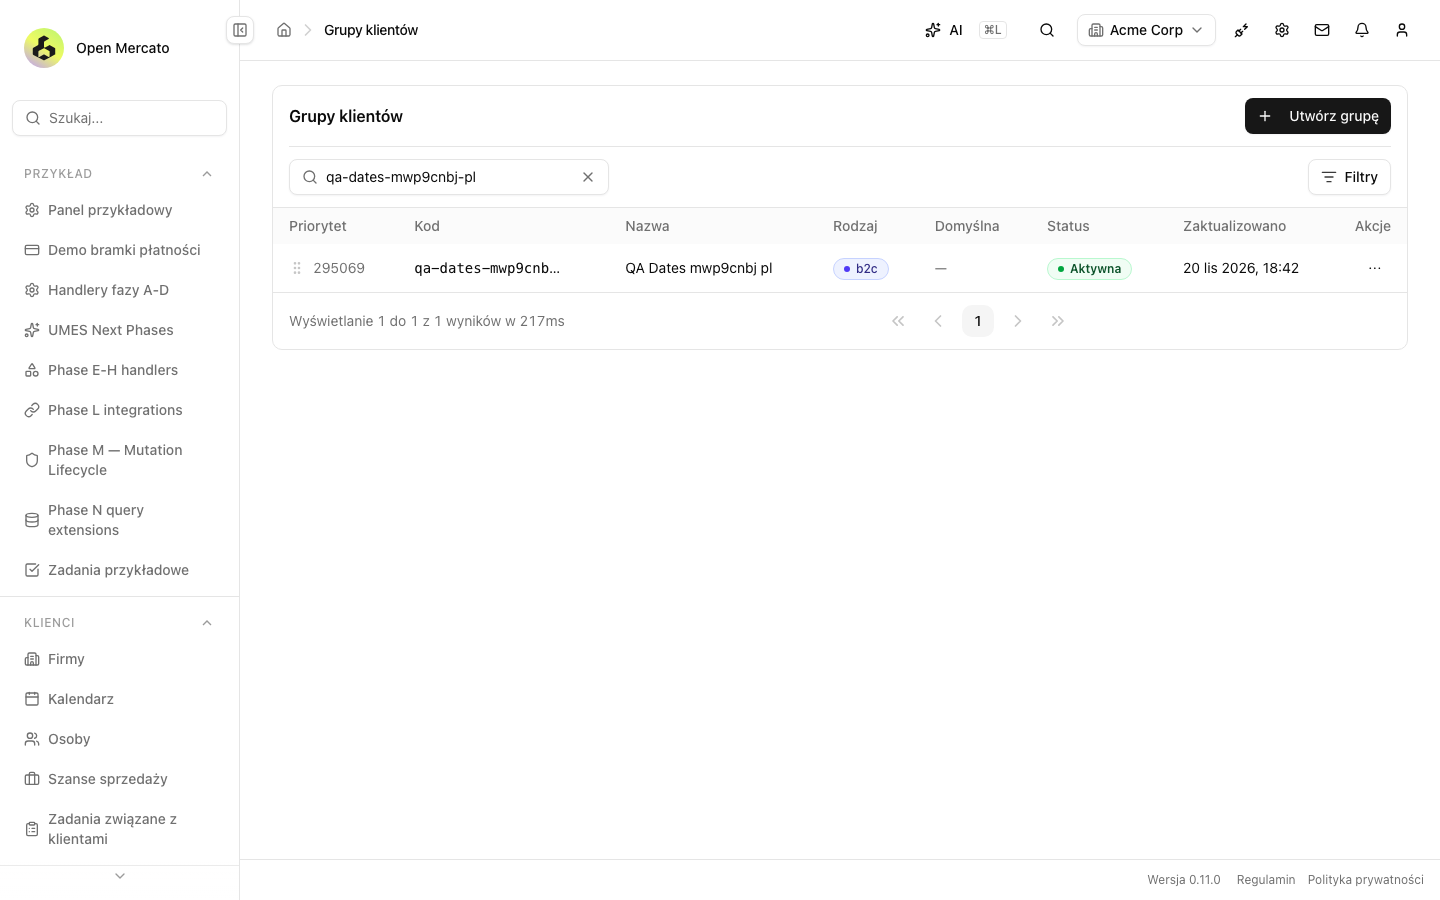 Open Mercato
Szukaj...
PRZYKŁAD
Panel przykładowy
Demo bramki płatności
Handlery fazy A-D
UMES Next Phases
Phase E-H handlers
Phase L integrations
Phase M — Mutation
Lifecycle
Phase N query
extensions
Zadania przykładowe
KLIENCI
Firmy
Kalendarz
Osoby
Szanse sprzedaży
Zadania związane z
klientami
Grupy klientów
AI ⌘L
Acme Corp
Grupy klientów
Utwórz grupę
qa-dates-mwp9cnbj-pl
Filtry
Priorytet Kod Nazwa Rodzaj Domyślna Status Zaktualizowano Akcje
295069 qa-dates-mwp9cnb… QA Dates mwp9cnbj pl b2c — Aktywna 20 lis 2026, 18:42 ···
Wyświetlanie 1 do 1 z 1 wyników w 217ms
1
Wersja 0.11.0 Regulamin Polityka prywatności